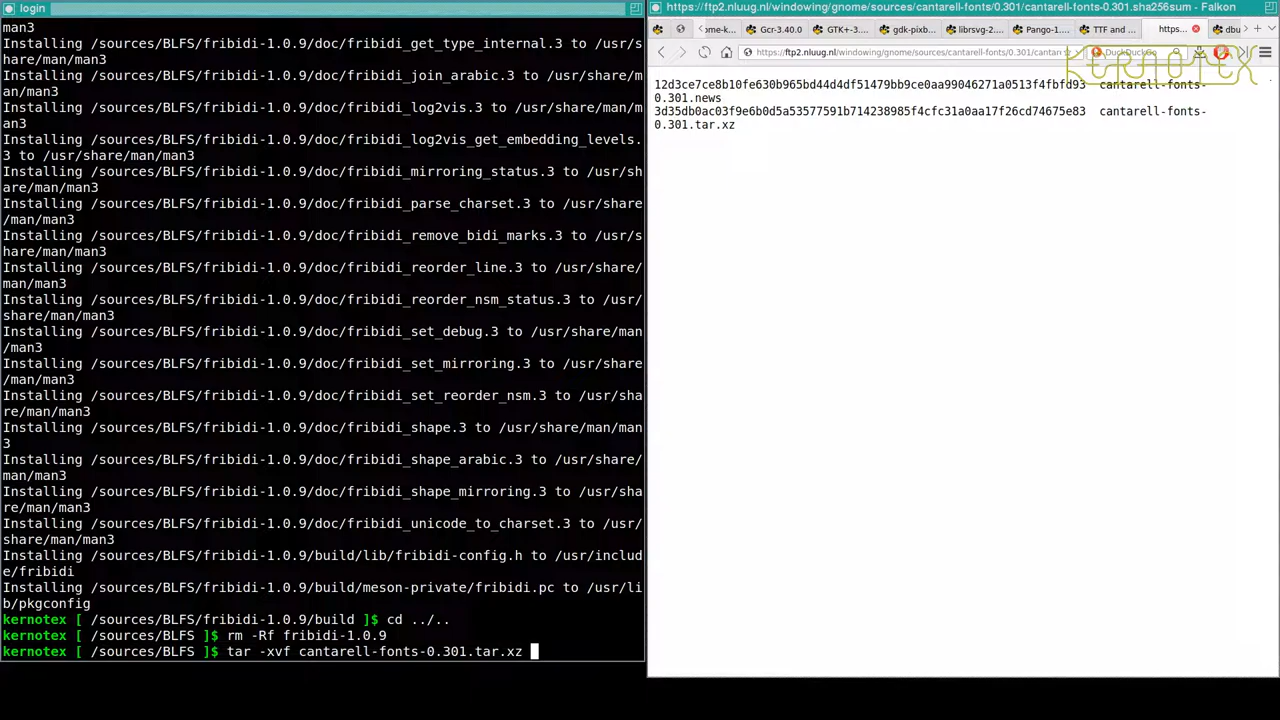 login
man3
Installing /sources/BLFS/fribidi-1.0.9/doc/fribidi_get_type_internal.3 to /usr/s
hare/man/man3
Installing /sources/BLFS/fribidi-1.0.9/doc/fribidi_join_arabic.3 to /usr/share/m
an/man3
Installing /sources/BLFS/fribidi-1.0.9/doc/fribidi_log2vis.3 to /usr/share/man/m
an3
Installing /sources/BLFS/fribidi-1.0.9/doc/fribidi_log2vis_get_embedding_levels.
3 to /usr/share/man/man3
Installing /sources/BLFS/fribidi-1.0.9/doc/fribidi_mirroring_status.3 to /usr/sh
are/man/man3
Installing /sources/BLFS/fribidi-1.0.9/doc/fribidi_parse_charset.3 to /usr/share
/man/man3
Installing /sources/BLFS/fribidi-1.0.9/doc/fribidi_remove_bidi_marks.3 to /usr/s
hare/man/man3
Installing /sources/BLFS/fribidi-1.0.9/doc/fribidi_reorder_line.3 to /usr/share/
man/man3
Installing /sources/BLFS/fribidi-1.0.9/doc/fribidi_reorder_nsm_status.3 to /usr/
share/man/man3
Installing /sources/BLFS/fribidi-1.0.9/doc/fribidi_set_debug.3 to /usr/share/man
/man3
Installing /sources/BLFS/fribidi-1.0.9/doc/fribidi_set_mirroring.3 to /usr/share
/man/man3
Installing /sources/BLFS/fribidi-1.0.9/doc/fribidi_set_reorder_nsm.3 to /usr/sha
re/man/man3
Installing /sources/BLFS/fribidi-1.0.9/doc/fribidi_shape.3 to /usr/share/man/man
3
Installing /sources/BLFS/fribidi-1.0.9/doc/fribidi_shape_arabic.3 to /usr/share/
man/man3
Installing /sources/BLFS/fribidi-1.0.9/doc/fribidi_shape_mirroring.3 to /usr/sha
re/man/man3
Installing /sources/BLFS/fribidi-1.0.9/doc/fribidi_unicode_to_charset.3 to /usr/
share/man/man3
Installing /sources/BLFS/fribidi-1.0.9/build/lib/fribidi-config.h to /usr/includ
e/fribidi
Installing /sources/BLFS/fribidi-1.0.9/build/meson-private/fribidi.pc to /usr/li
b/pkgconfig
kernotex [ /sources/BLFS/fribidi-1.0.9/build ]$ cd ../..
kernotex [ /sources/BLFS ]$ rm -Rf fribidi-1.0.9
kernotex [ /sources/BLFS ]$ tar -xvf cantarell-fonts-0.301.tar.xz
https://ftp2.nluug.nl/windowing/gnome/sources/cantarell-fonts/0.301/cantarell-fonts-0.301.sha256sum - Falkon
ome-k... Gcr-3.40.0 GTK+-3.... gdk-pixb... librsvg-2.... Pango-1.... TTF and ... https... dbu
https://ftp2.nluug.nl/windowing/gnome/sources/cantarell-fonts/0.301/cantar DuckDuckGo
KERNOTEX
12d3ce7ce8b10fe630b965bd44d4df51479bb9ce0aa99046271a0513f4fbfd93 cantarell-fonts-
0.301.news
3d35db0ac03f9e6b0d5a53577591b714238985f4cfc31a0aa17f26cd74675e83 cantarell-fonts-
0.301.tar.xz